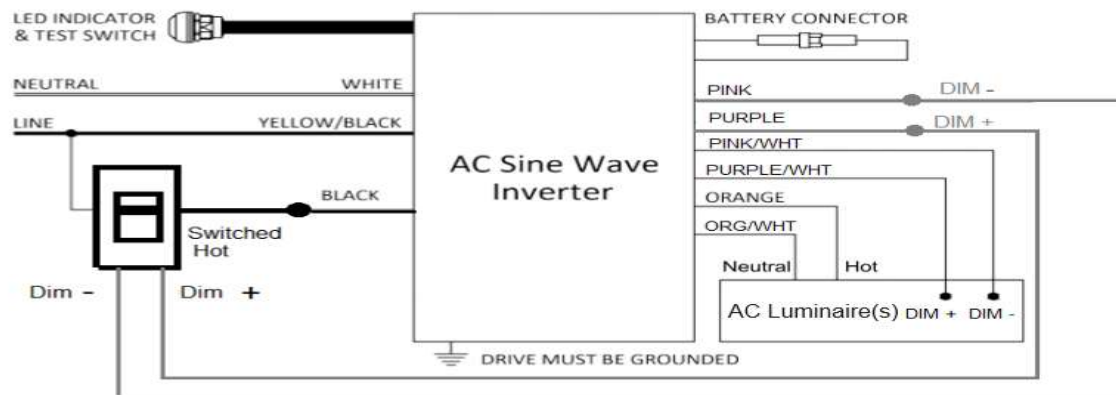 LED INDICATOR
& TEST SWITCH
BATTERY CONNECTOR
NEUTRAL
WHITE
PINK
DIM -
LINE
YELLOW/BLACK
PURPLE
DIM +
PINK/WHT
AC Sine Wave
Inverter
PURPLE/WHT
BLACK
ORANGE
Switched
Hot
ORG/WHT
Neutral
Hot
Dim -
Dim +
AC Luminaire(s)
DIM +
DIM -
DRIVE MUST BE GROUNDED